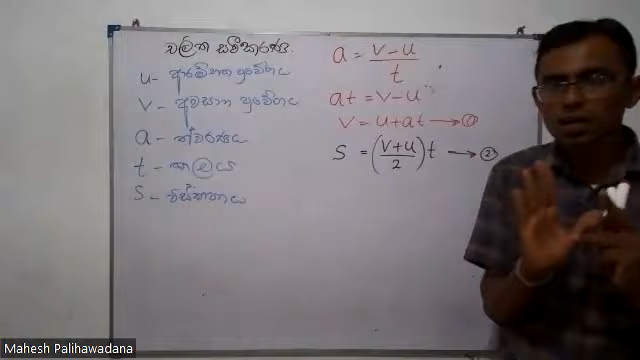 චලිත සමීකරණ.
u - ආරම්භක ප්‍රවේගය
v - අවසාන ප්‍රවේගය
a - ත්වරණය
t - කාලය
s - විස්ථාපනය
a = v - u / t
at = v - u
v = u + at → ①
s = (v + u / 2) t → ②
Mahesh Palihawadana